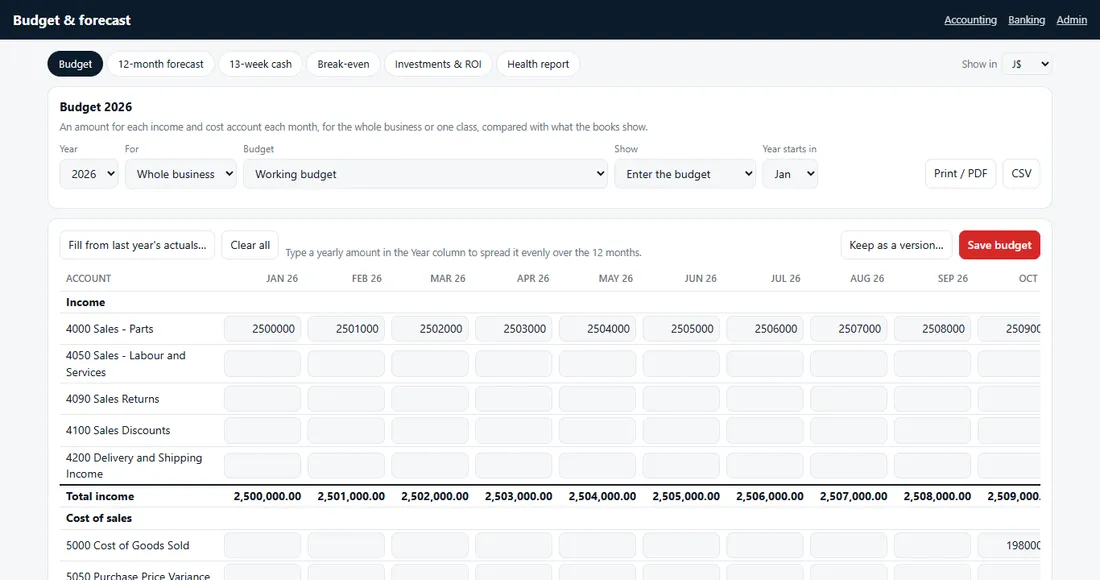 Budget & forecast Accounting Banking Admin
Budget 12-month forecast 13-week cash Break-even Investments & ROI Health report Show in J$
Budget 2026
An amount for each income and cost account each month, for the whole business or one class, compared with what the books show.
Year For Budget Show Year starts in
2026 Whole business Working budget Enter the budget Jan Print / PDF CSV
Fill from last year's actuals... Clear all Type a yearly amount in the Year column to spread it evenly over the 12 months. Keep as a version... Save budget
ACCOUNT JAN 26 FEB 26 MAR 26 APR 26 MAY 26 JUN 26 JUL 26 AUG 26 SEP 26 OCT
Income
4000 Sales - Parts 2500000 2501000 2502000 2503000 2504000 2505000 2506000 2507000 2508000 250900
4050 Sales - Labour and
Services
4090 Sales Returns
4100 Sales Discounts
4200 Delivery and Shipping
Income
Total income 2,500,000.00 2,501,000.00 2,502,000.00 2,503,000.00 2,504,000.00 2,505,000.00 2,506,000.00 2,507,000.00 2,508,000.00 2,509,000.
Cost of sales
5000 Cost of Goods Sold 198000
5050 Purchase Price Variance